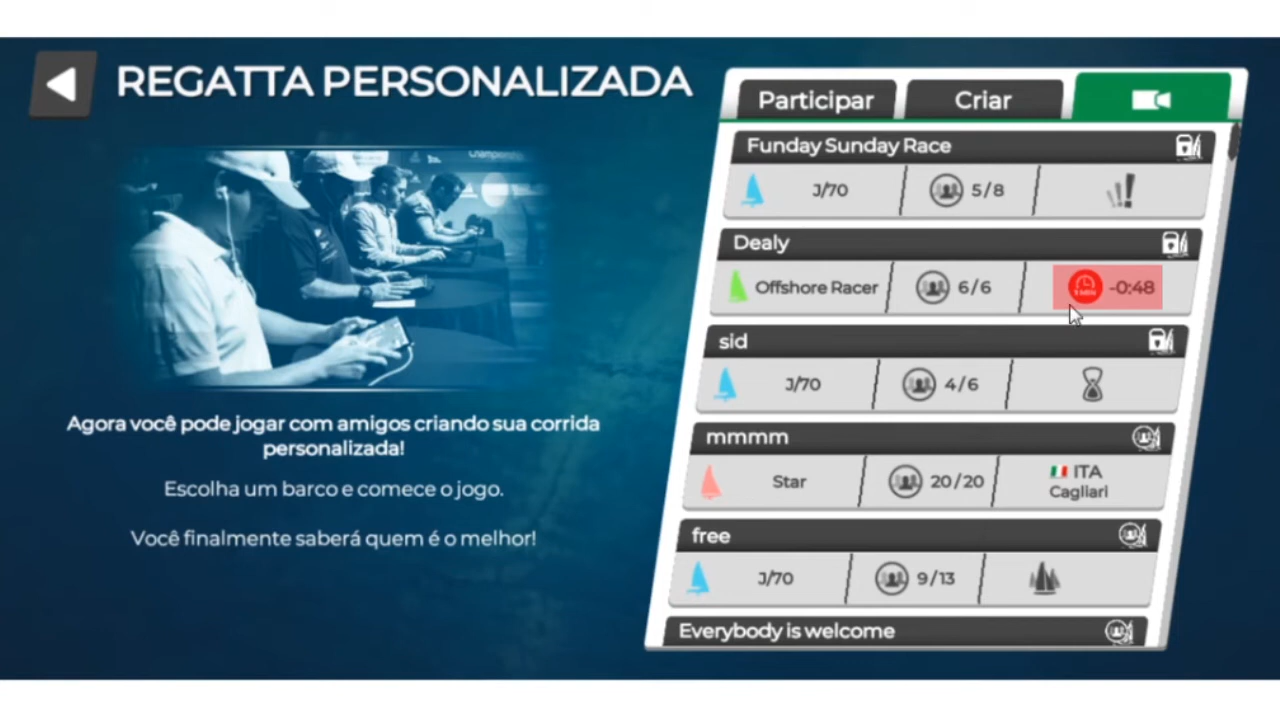 REGATTA PERSONALIZADA
Participar
Criar
Funday Sunday Race
J/70
5/8
Dealy
Offshore Racer
6/6
1 MIN
-0:48
sid
J/70
4/6
mmmm
Star
20/20
ITA
Cagliari
free
J/70
9/13
Everybody is welcome
Agora você pode jogar com amigos criando sua corrida
personalizada!
Escolha um barco e comece o jogo.
Você finalmente saberá quem é o melhor!